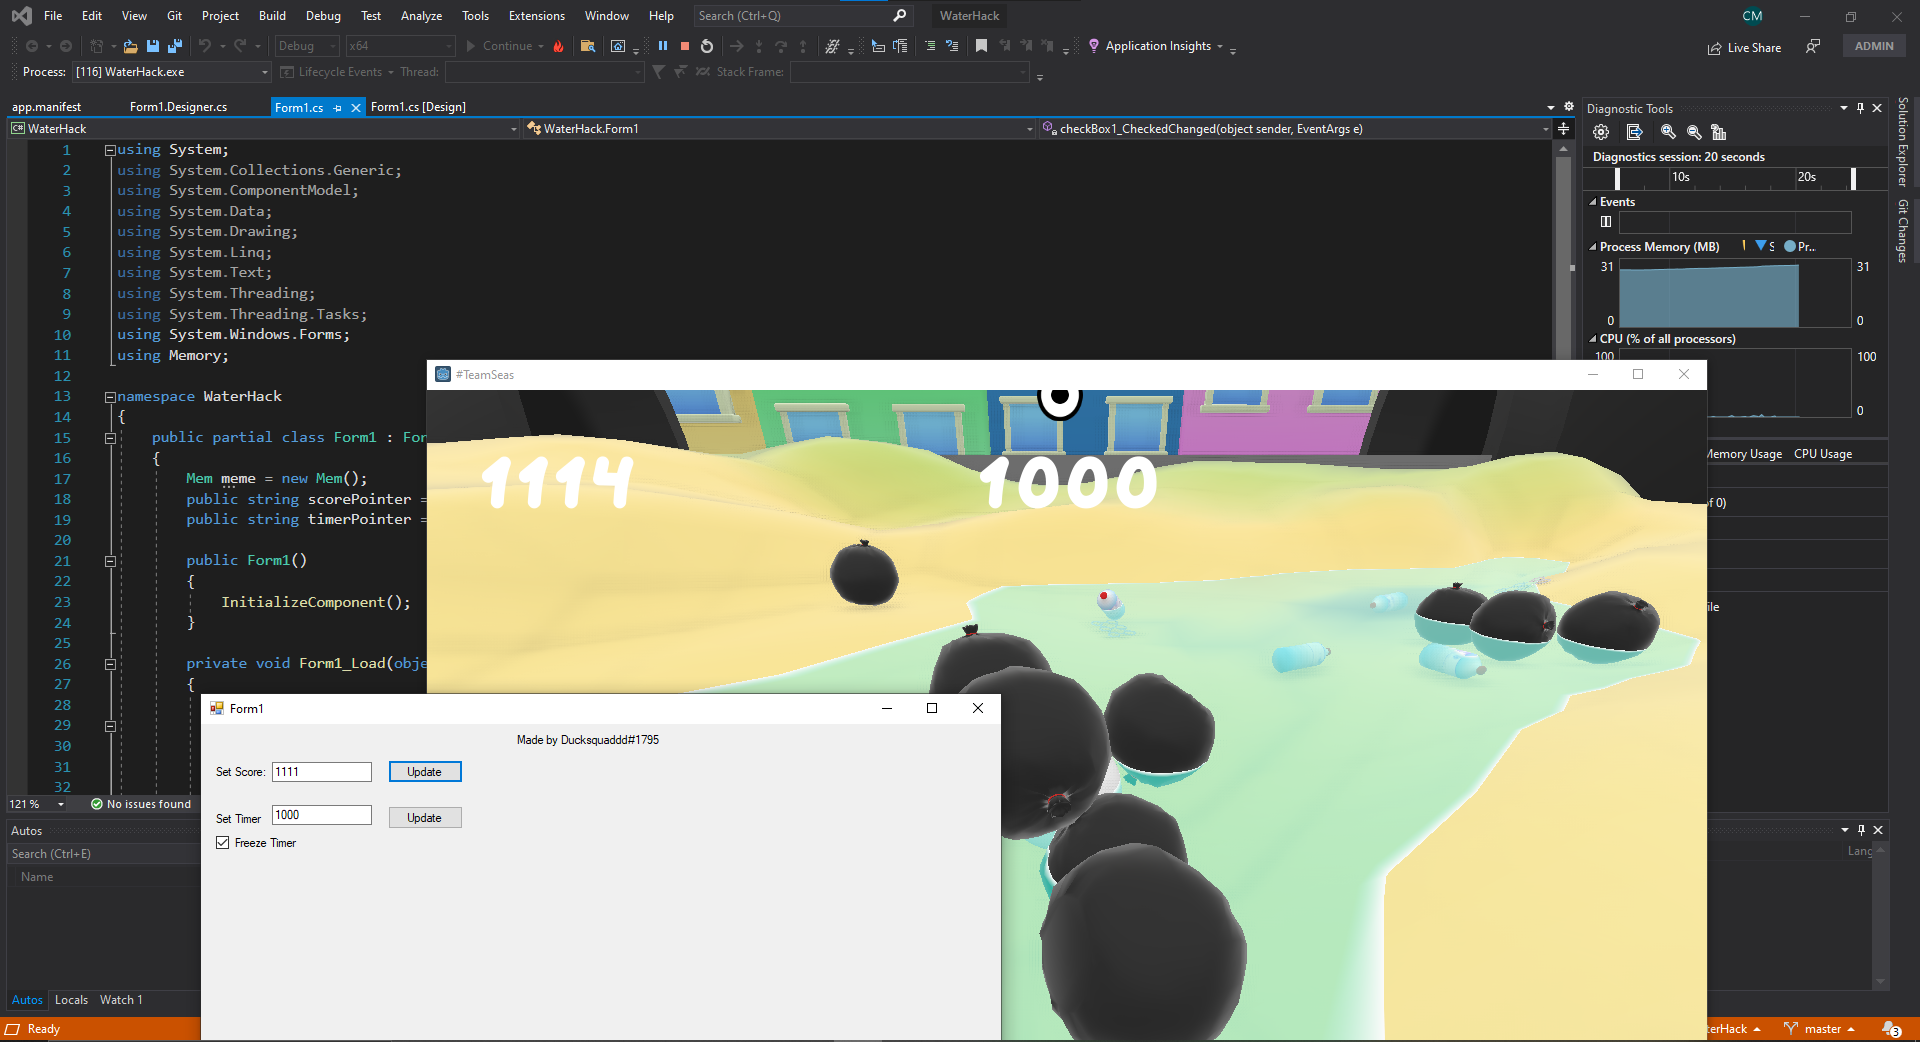 File Edit View Git Project Build Debug Test Analyze Tools Extensions Window Help Search (Ctrl+Q) WaterHack CM
Debug x64 Continue Application Insights Live Share ADMIN
Process: [116] WaterHack.exe Lifecycle Events Thread: Stack Frame:
app.manifest Form1.Designer.cs Form1.cs Form1.cs [Design]
WaterHack WaterHack.Form1 checkBox1_CheckedChanged(object sender, EventArgs e)
1 using System;
2 using System.Collections.Generic;
3 using System.ComponentModel;
4 using System.Data;
5 using System.Drawing;
6 using System.Linq;
7 using System.Text;
8 using System.Threading;
9 using System.Threading.Tasks;
10 using System.Windows.Forms;
11 using Memory;
12
13 namespace WaterHack
14 {
15 public partial class Form1 : For
16 {
17 Mem meme = new Mem();
18 public string scorePointer =
19 public string timerPointer =
20
21 public Form1()
22 {
23 InitializeComponent();
24 }
25
26 private void Form1_Load(obje
27 {
28
29
30
31
32
121 % No issues found
Diagnostic Tools
Diagnostics session: 20 seconds
10s 20s
Events
Process Memory (MB) S Pr...
31 31
0 0
CPU (% of all processors)
100 100
0
Memory Usage CPU Usage
of 0)
ile
Solution Explorer
Git Changes
#TeamSeas
1114 1000
Form1
Made by Ducksquaddd#1795
Set Score: 1111 Update
Set Timer 1000 Update
Freeze Timer
Autos
Search (Ctrl+E)
Name
Lang
Autos Locals Watch 1
Ready
terHack master 3